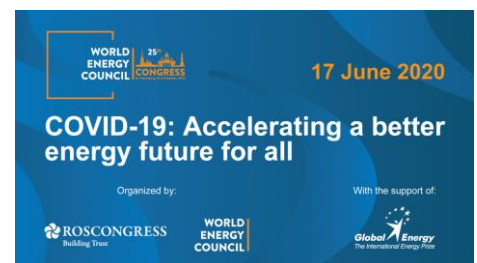 WORLD
ENERGY
COUNCIL
25th
CONGRESS
17 June 2020
COVID-19: Accelerating a better
energy future for all
Organized by:
With the support of:
ROSCONGRESS
Building Trust
WORLD
ENERGY
COUNCIL
Global Energy
The International Energy Prize